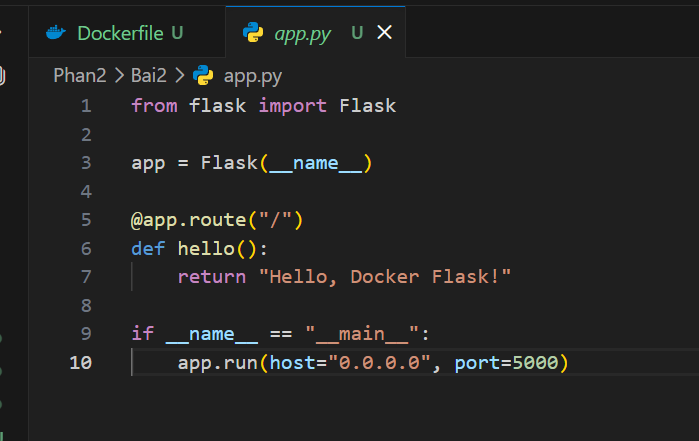 Dockerfile U app.py U
Phan2 > Bai2 > app.py
1 from flask import Flask
2
3 app = Flask(__name__)
4
5 @app.route("/")
6 def hello():
7     return "Hello, Docker Flask!"
8
9 if __name__ == "__main__":
10     app.run(host="0.0.0.0", port=5000)